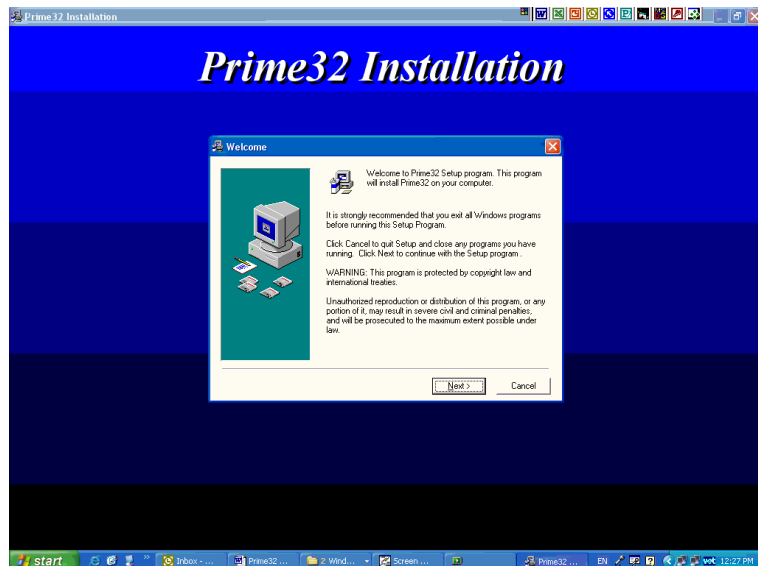 Prime32 Installation
Prime32 Installation
Welcome
Welcome to Prime32 Setup program. This program
will install Prime32 on your computer.
It is strongly recommended that you exit all Windows programs
before running this Setup Program.
Click Cancel to quit Setup and close any programs you have
running. Click Next to continue with the Setup program .
WARNING: This program is protected by copyright law and
international treaties.
Unauthorized reproduction or distribution of this program, or any
portion of it, may result in severe civil and criminal penalties,
and will be prosecuted to the maximum extent possible under
law.
Next >
Cancel
start
Inbox - ...
Prime32 ...
2 Wind...
Screen ...
Prime32 ...
EN
vet
12:27 PM